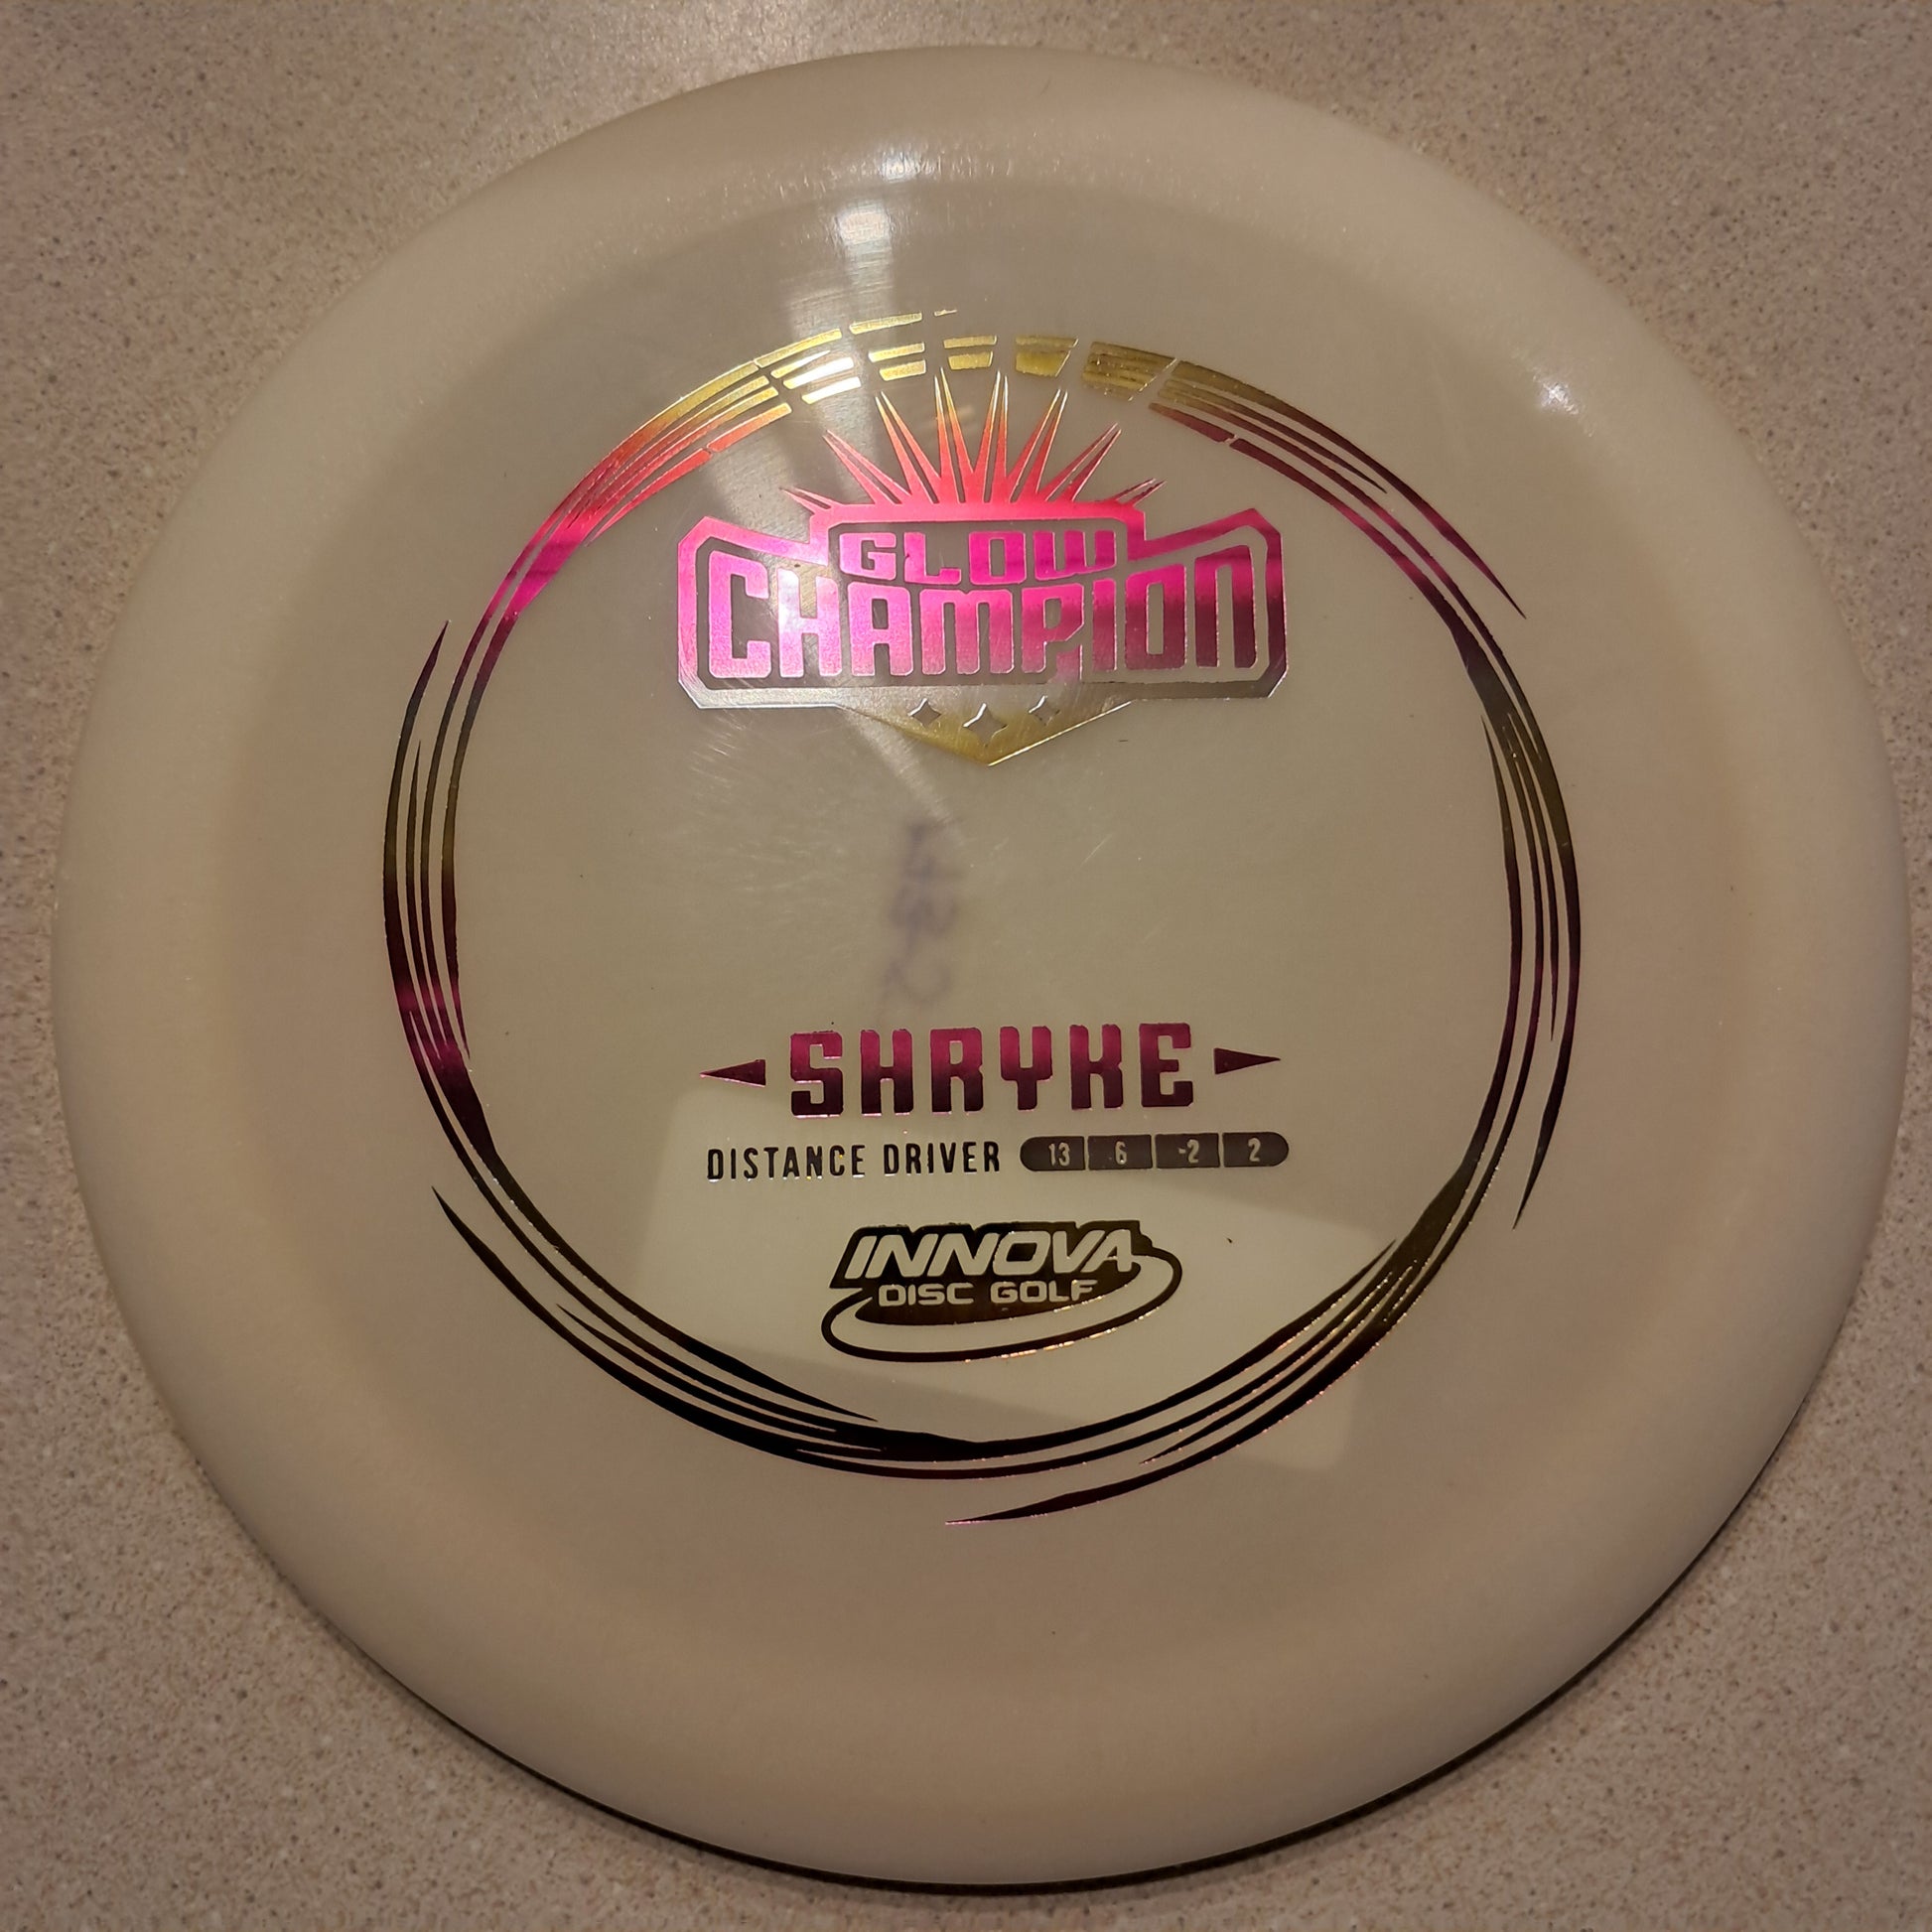 GLOW
CHAMPION
SHRYKE
DISTANCE DRIVER 13 6 -2 2
INNOVA
DISC GOLF